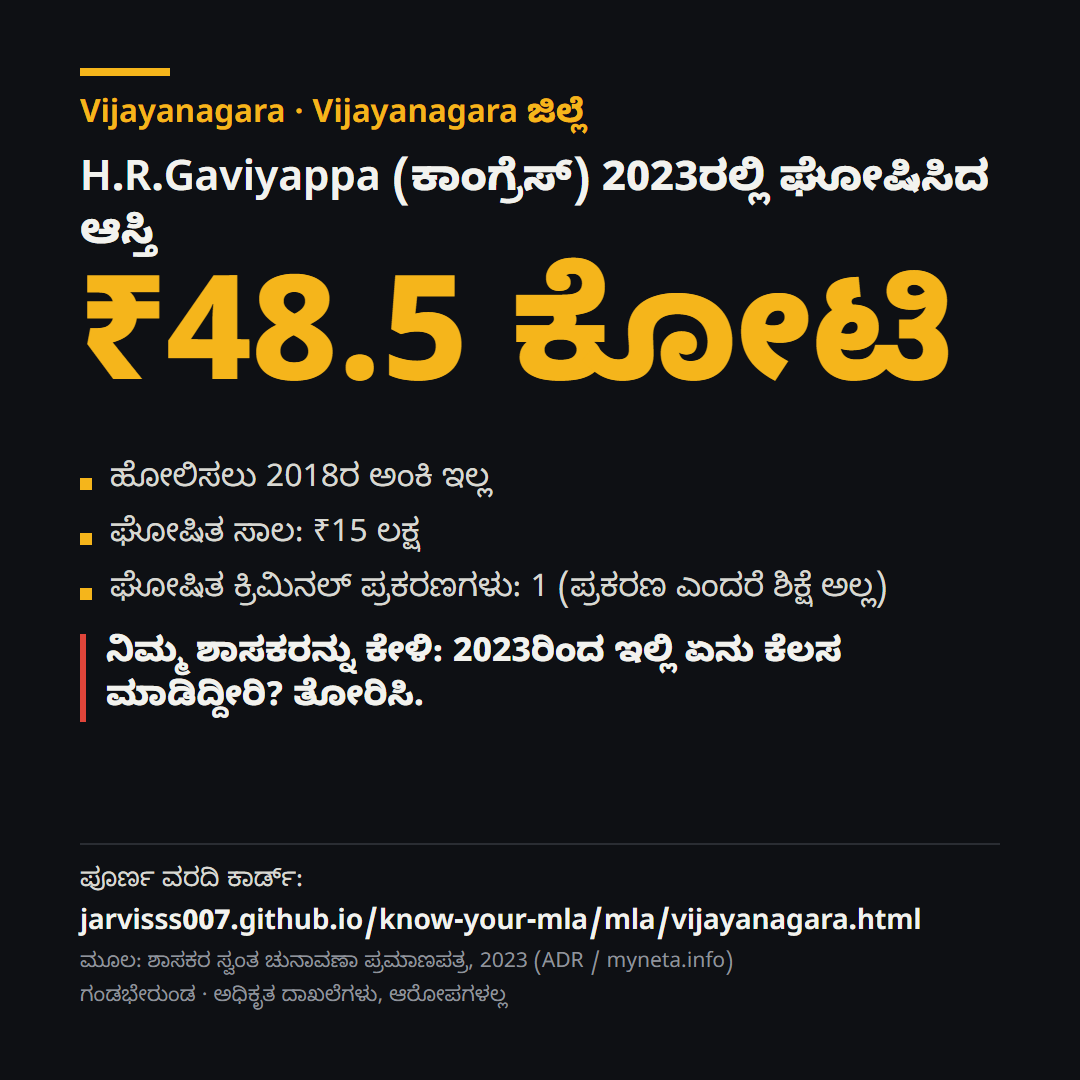 Vijayanagara · Vijayanagara ಜಿಲ್ಲೆ
H.R.Gaviyappa (ಕಾಂಗ್ರೆಸ್) 2023ರಲ್ಲಿ ಘೋಷಿಸಿದ
ಆಸ್ತಿ
₹48.5 ಕೋಟಿ
ಹೋಲಿಸಲು 2018ರ ಅಂಕಿ ಇಲ್ಲ
ಘೋಷಿತ ಸಾಲ: ₹15 ಲಕ್ಷ
ಘೋಷಿತ ಕ್ರಿಮಿನಲ್ ಪ್ರಕರಣಗಳು: 1 (ಪ್ರಕರಣ ಎಂದರೆ ಶಿಕ್ಷೆ ಅಲ್ಲ)
ನಿಮ್ಮ ಶಾಸಕರನ್ನು ಕೇಳಿ: 2023ರಿಂದ ಇಲ್ಲಿ ಏನು ಕೆಲಸ
ಮಾಡಿದ್ದೀರಿ? ತೋರಿಸಿ.
ಪೂರ್ಣ ವರದಿ ಕಾರ್ಡ್:
jarvisss007.github.io/know-your-mla/mla/vijayanagara.html
ಮೂಲ: ಶಾಸಕರ ಸ್ವಂತ ಚುನಾವಣಾ ಪ್ರಮಾಣಪತ್ರ, 2023 (ADR / myneta.info)
ಗಂಡಭೇರುಂಡ · ಅಧಿಕೃತ ದಾಖಲೆಗಳು, ಆರೋಪಗಳಲ್ಲ